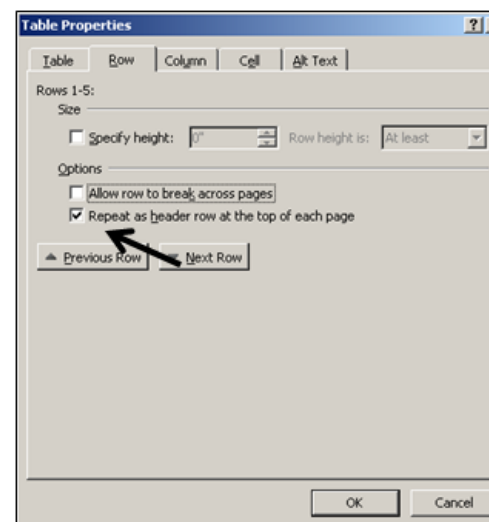 Table Properties ?
Table Row Column Cell Alt Text
Rows 1-5:
Size
Specify height: 0" Row height is: At least
Options
Allow row to break across pages
Repeat as header row at the top of each page
Previous Row Next Row
OK Cancel